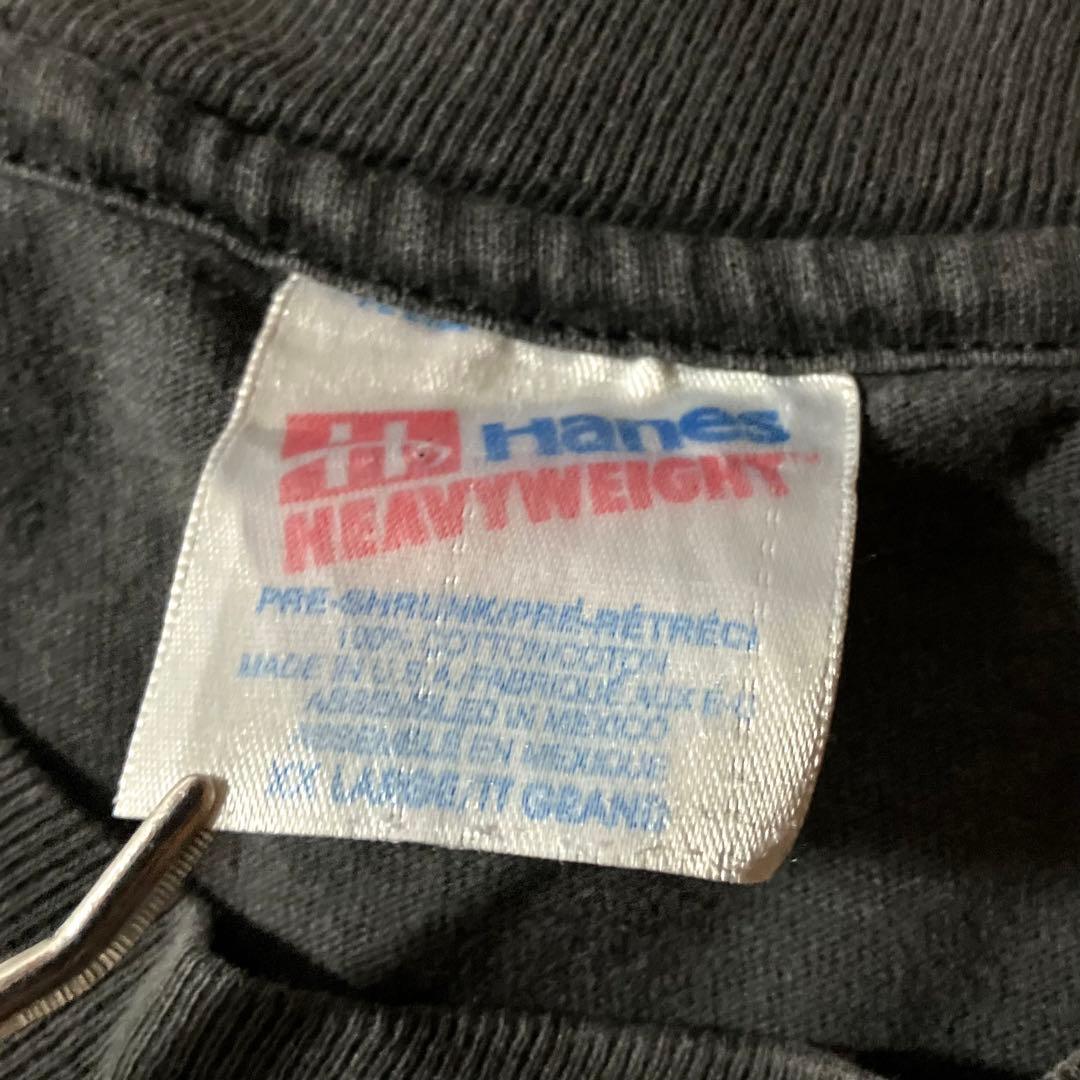 Hanes
HEAVYWEIGHT™
PRE-SHRUNK/PRÉ-RÉTRÉCI
100% COTTON/COTON
MADE IN U.S.A./FABRIQUÉ AUX É-U
ASSEMBLED IN MEXICO
ASSEMBLÉ EN MEXIQUE
XX LARGE/TT GRAND